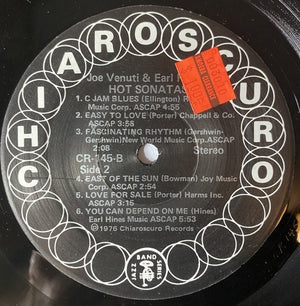 CHIAROSCURO
Joe Venuti & Earl
HOT SONATAS
1. C JAM BLUES (Ellington)
Music Corp. ASCAP 4:55
2. EASY TO LOVE (Porter) Chappell & Co.
ASCAP 3:56
3. FASCINATING RHYTHM (Gershwin-
Gershwin) New World Music Corp. ASCAP
2:08
Stereo
CR-145-B
Side 2
4. EAST OF THE SUN (Bowman) Joy Music
Corp. ASCAP 2:54
5. LOVE FOR SALE (Porter) Harms Inc.
ASCAP 3:15
6. YOU CAN DEPEND ON ME (Hines)
Earl Hines Music ASCAP 5:53
©1976 Chiaroscuro Records
JAZZ BAND SERIES